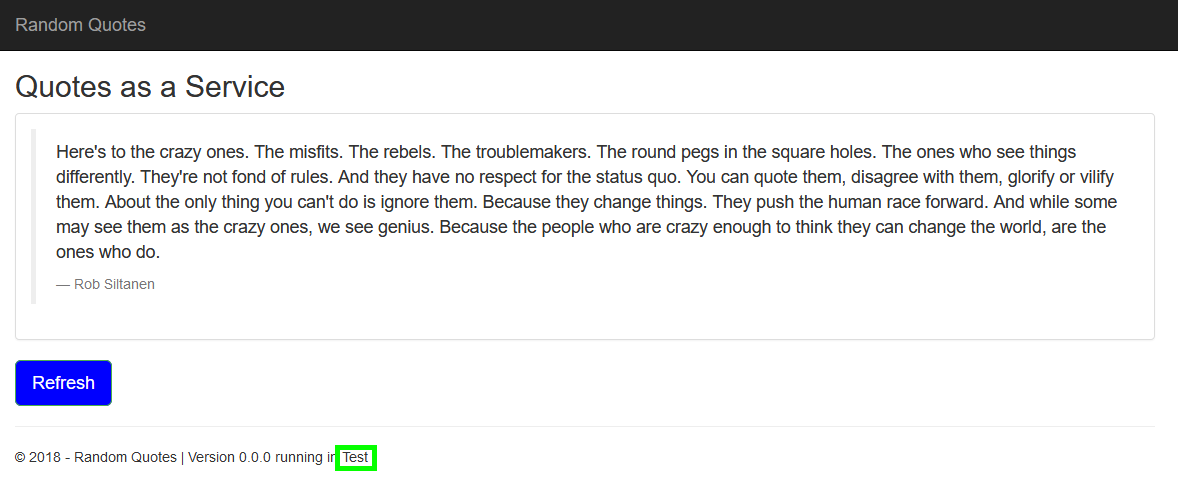 Random Quotes
Quotes as a Service
Here's to the crazy ones. The misfits. The rebels. The troublemakers. The round pegs in the square holes. The ones who see things
differently. They're not fond of rules. And they have no respect for the status quo. You can quote them, disagree with them, glorify or vilify
them. About the only thing you can't do is ignore them. Because they change things. They push the human race forward. And while some
may see them as the crazy ones, we see genius. Because the people who are crazy enough to think they can change the world, are the
ones who do.
— Rob Siltanen
Refresh
© 2018 - Random Quotes | Version 0.0.0 running in Test